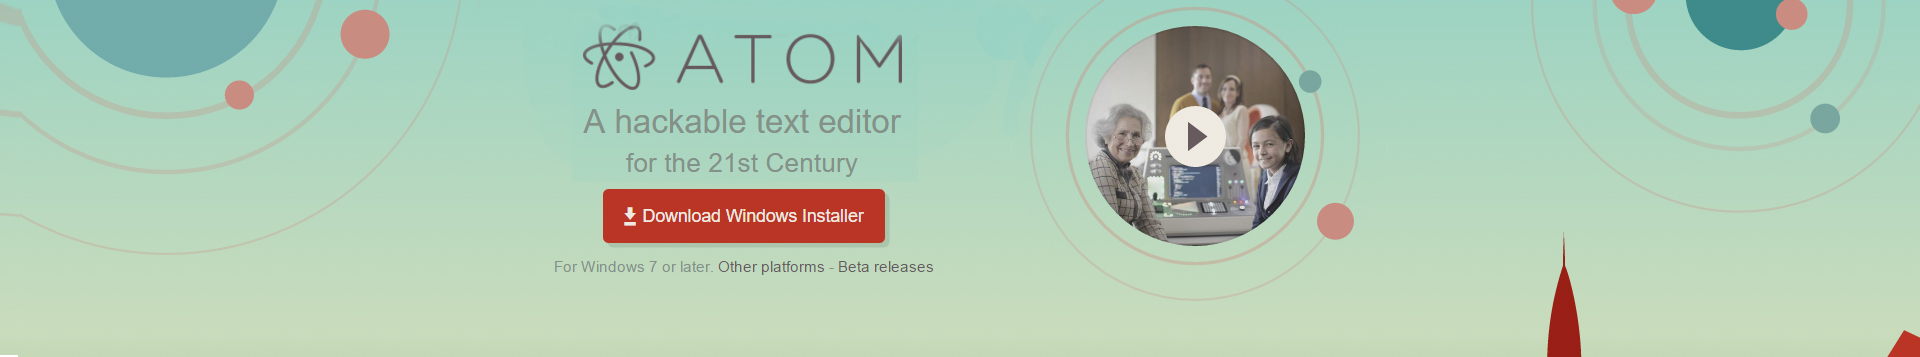 ATOM
A hackable text editor
for the 21st Century
Download Windows Installer
For Windows 7 or later. Other platforms - Beta releases